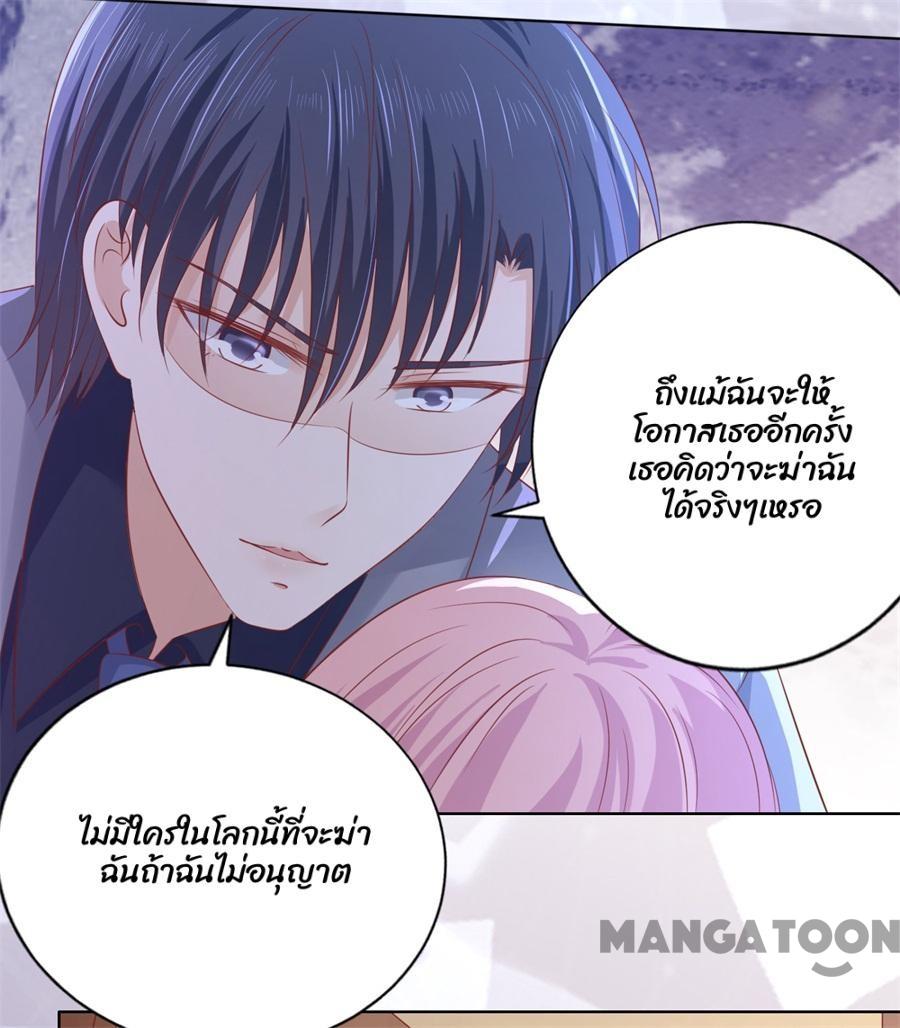 ถึงแม้ฉันจะให้
โอกาสเธออีกครั้ง
เธอคิดว่าจะฆ่าฉัน
ได้จริงๆเหรอ
ไม่มีใครในโลกนี้ที่จะฆ่า
ฉันถ้าฉันไม่อนุญาต
MANGATOON